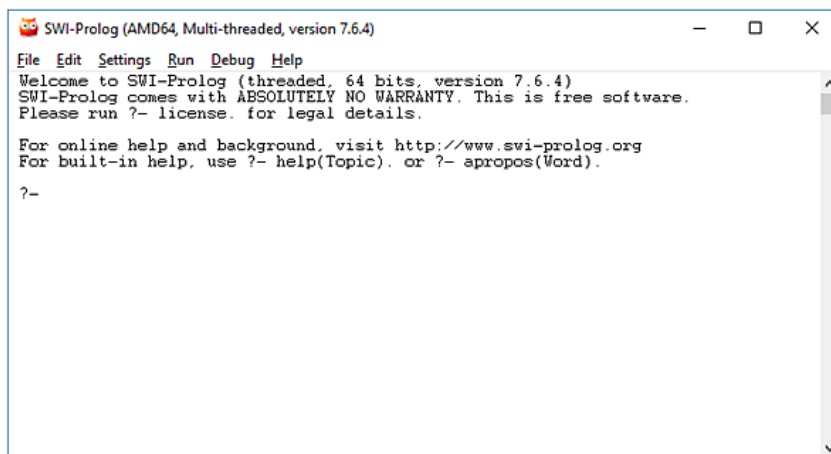 SWI-Prolog (AMD64, Multi-threaded, version 7.6.4)
File Edit Settings Run Debug Help
Welcome to SWI-Prolog (threaded, 64 bits, version 7.6.4)
SWI-Prolog comes with ABSOLUTELY NO WARRANTY. This is free software.
Please run ?- license. for legal details.
For online help and background, visit http://www.swi-prolog.org
For built-in help, use ?- help(Topic). or ?- apropos(Word).
?-